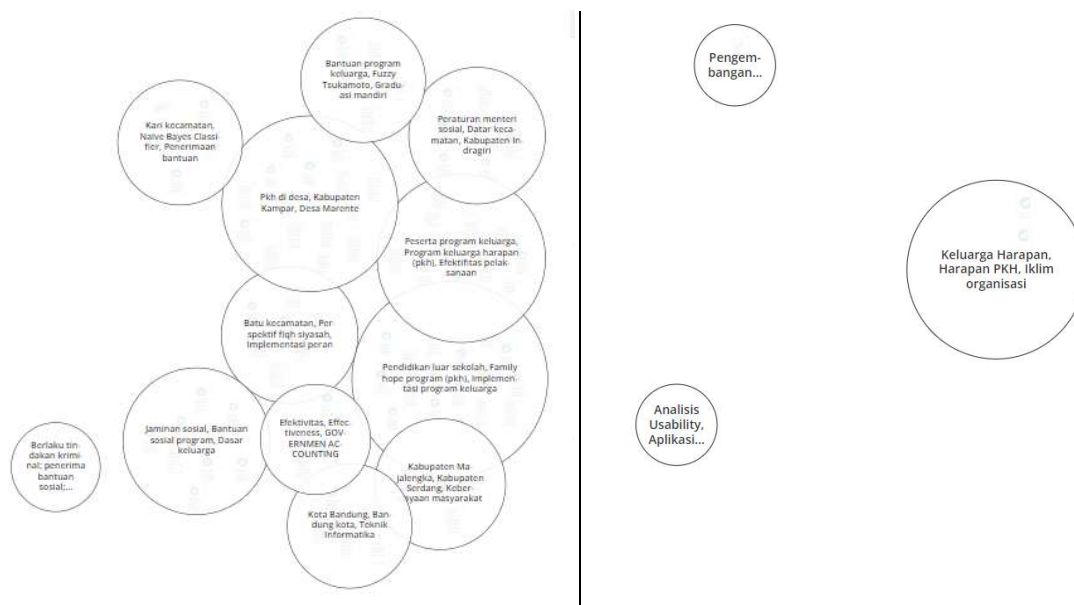 Bantuan program
keluarga, Fuzzy
Tsukamoto, Gradu-
asi mandiri
Kari kecamatan,
Naive Bayes Classi-
fier, Penerimaan
bantuan
Peraturan menteri
sosial, Datar keca-
matan, Kabupaten In-
dragiri
Pkh di desa, Kabupaten
Kampar, Desa Marente
Peserta program keluarga,
Program keluarga harapan
(pkh), Efektifitas pelak-
sanaan
Batu kecamatan, Per-
spektif fiqh siyasah,
Implementasi peran
Pendidikan luar sekolah, Family
hope program (pkh), Implemen-
tasi program keluarga
Jaminan sosial, Bantuan
sosial program, Dasar
keluarga
Efektivitas, Effec-
tiveness, GOV-
ERNMEN AC-
COUNTING
Berlaku tin-
dakan krimi-
nal; penerima
bantuan
sosial;...
Kabupaten Ma-
jalengka, Kabupaten
Serdang, Keber-
yaan masyarakat
Kota Bandung, Ban-
dung kota, Teknik
Informatika
Pengem-
bangan...
Keluarga Harapan,
Harapan PKH, Iklim
organisasi
Analisis
Usability,
Aplikasi...